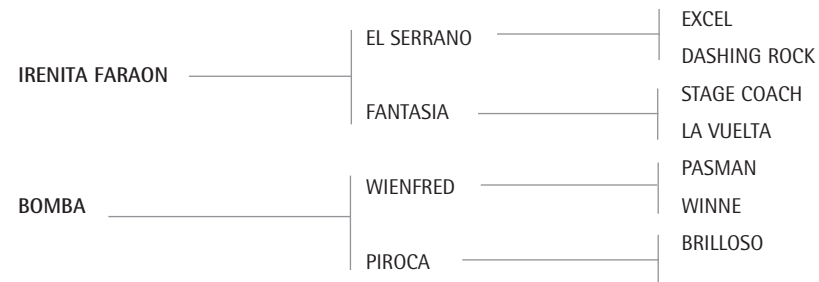 EXCEL
EL SERRANO
DASHING ROCK
IRENITA FARAON
STAGE COACH
FANTASIA
LA VUELTA
PASMAN
WIENFRED
BOMBA
WINNE
BRILLOSO
PIROCA